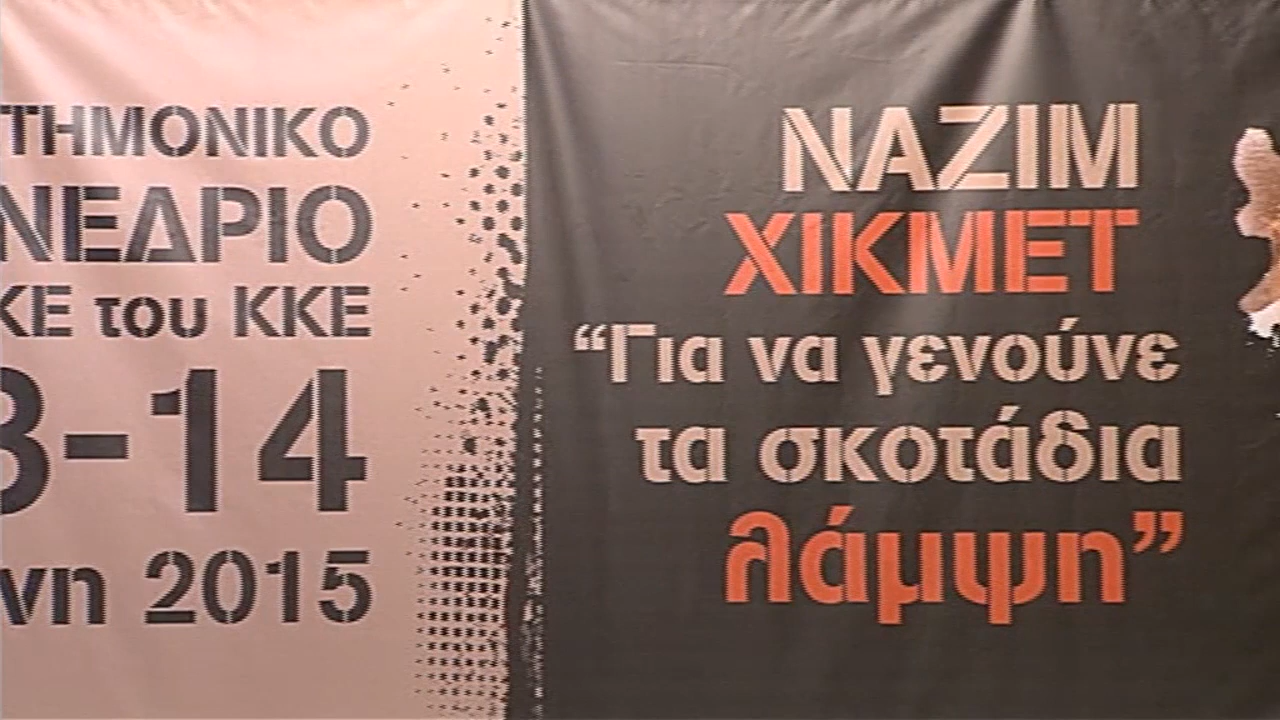 ΤΗΜΟΝΙΚΟ
ΝΕΔΡΙΟ
ΚΕ του ΚΚΕ
3-14
νη 2015
ΝΑΖΙΜ
ΧΙΚΜΕΤ
“Για να γενούνε
τα σκοτάδια
λάμψη”